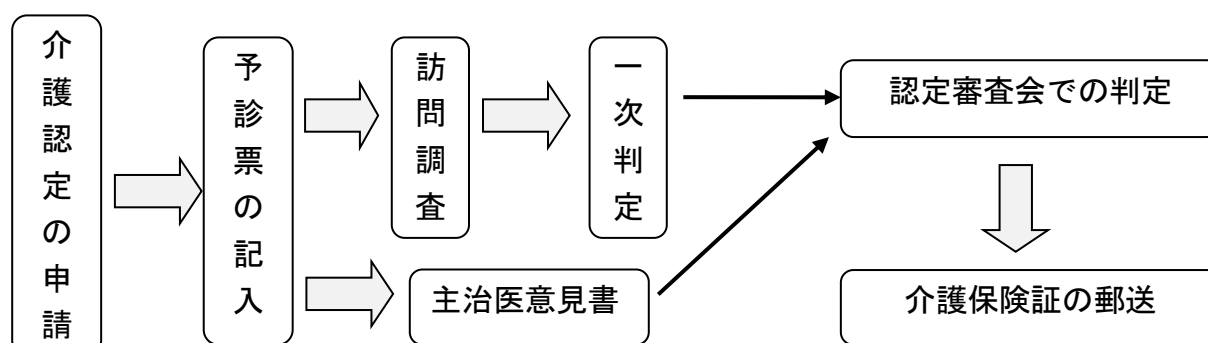 介護認定の申請
予診票の記入
訪問調査
一次判定
主治医意見書
認定審査会での判定
介護保険証の郵送